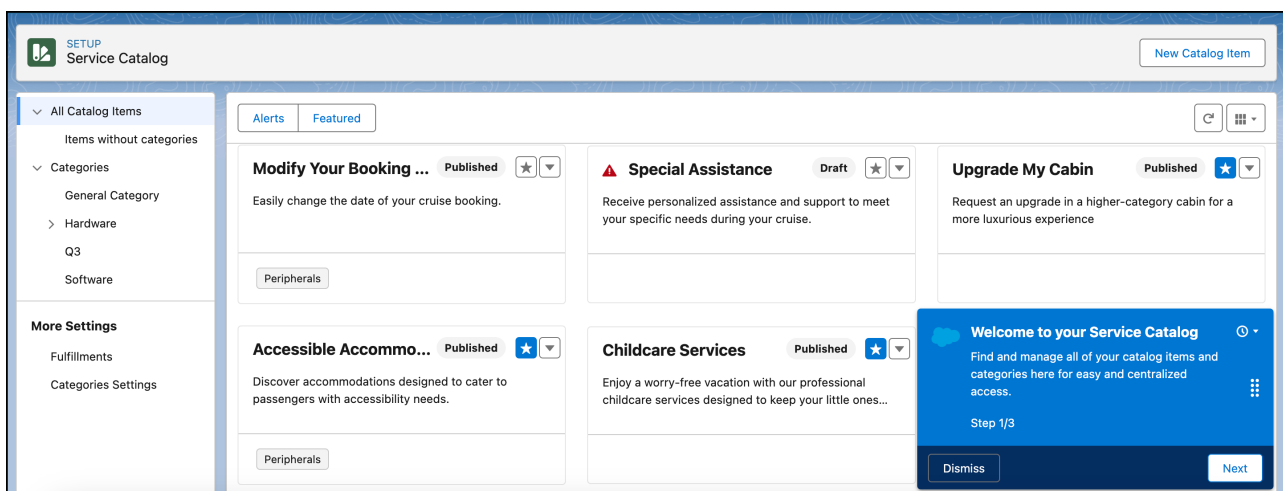 SETUP
Service Catalog
New Catalog Item
All Catalog Items
Items without categories
Categories
General Category
Hardware
Q3
Software
More Settings
Fulfillments
Categories Settings
Alerts
Featured
Modify Your Booking ...
Published
Easily change the date of your cruise booking.
Peripherals
Special Assistance
Draft
Receive personalized assistance and support to meet
your specific needs during your cruise.
Upgrade My Cabin
Published
Request an upgrade in a higher-category cabin for a
more luxurious experience
Accessible Accommo...
Published
Discover accommodations designed to cater to
passengers with accessibility needs.
Peripherals
Childcare Services
Published
Enjoy a worry-free vacation with our professional
childcare services designed to keep your little ones...
Welcome to your Service Catalog
Find and manage all of your catalog items and
categories here for easy and centralized
access.
Step 1/3
Dismiss
Next